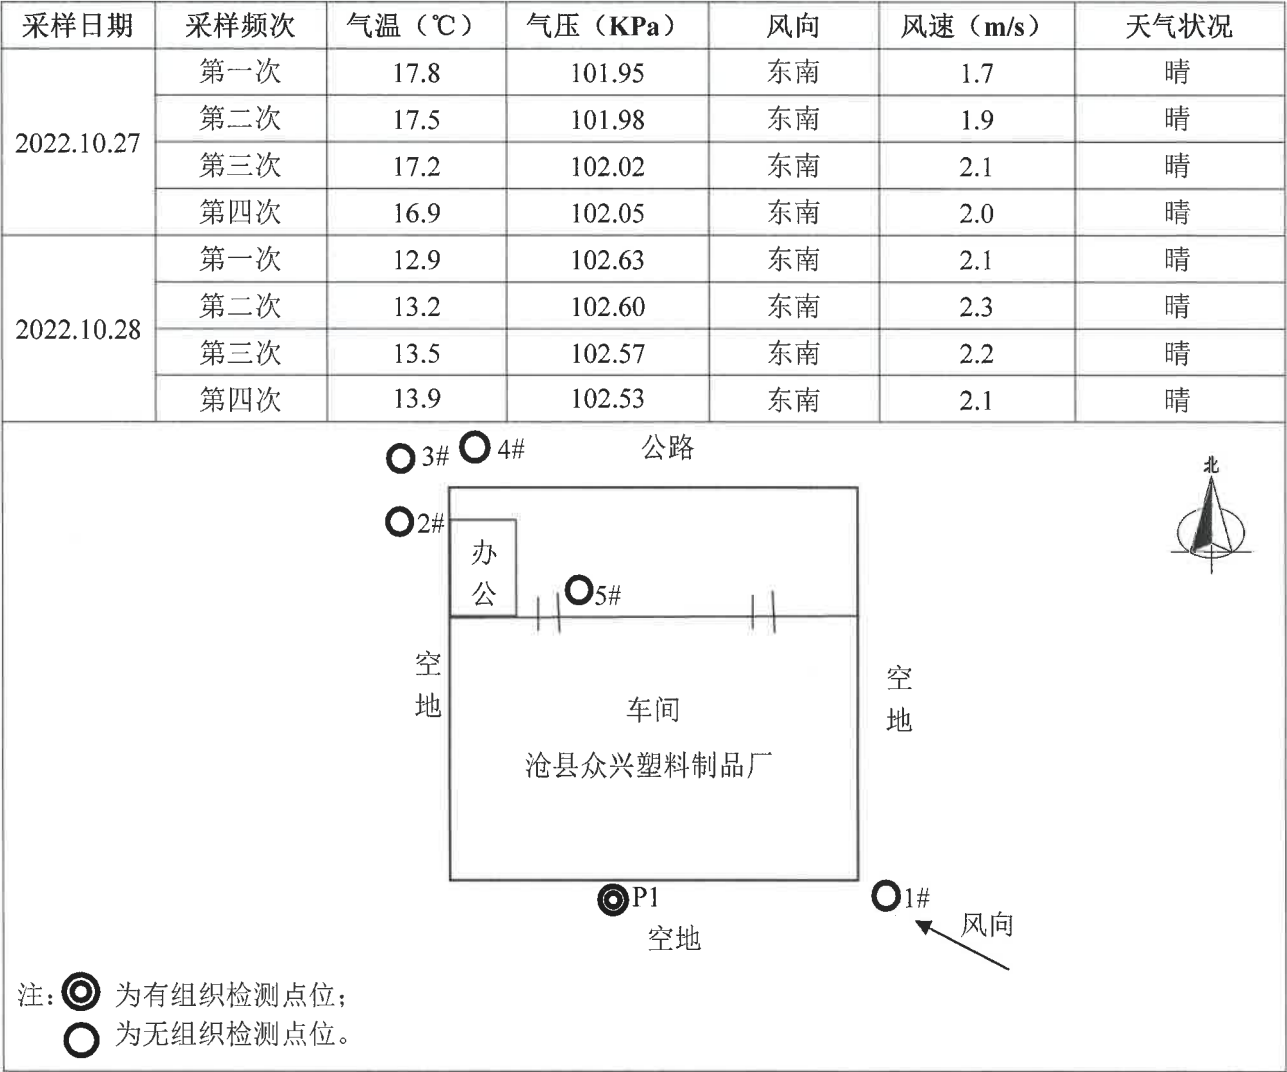 采样日期 采样频次 气温（℃） 气压（KPa） 风向 风速（m/s） 天气状况
2022.10.27 第一次 17.8 101.95 东南 1.7 晴
第二次 17.5 101.98 东南 1.9 晴
第三次 17.2 102.02 东南 2.1 晴
第四次 16.9 102.05 东南 2.0 晴
2022.10.28 第一次 12.9 102.63 东南 2.1 晴
第二次 13.2 102.60 东南 2.3 晴
第三次 13.5 102.57 东南 2.2 晴
第四次 13.9 102.53 东南 2.1 晴
3# 4# 公路
北
2#
办公
5#
空地
空地
车间
沧县众兴塑料制品厂
P1
1#
风向
空地
注: 为有组织检测点位；
为无组织检测点位。